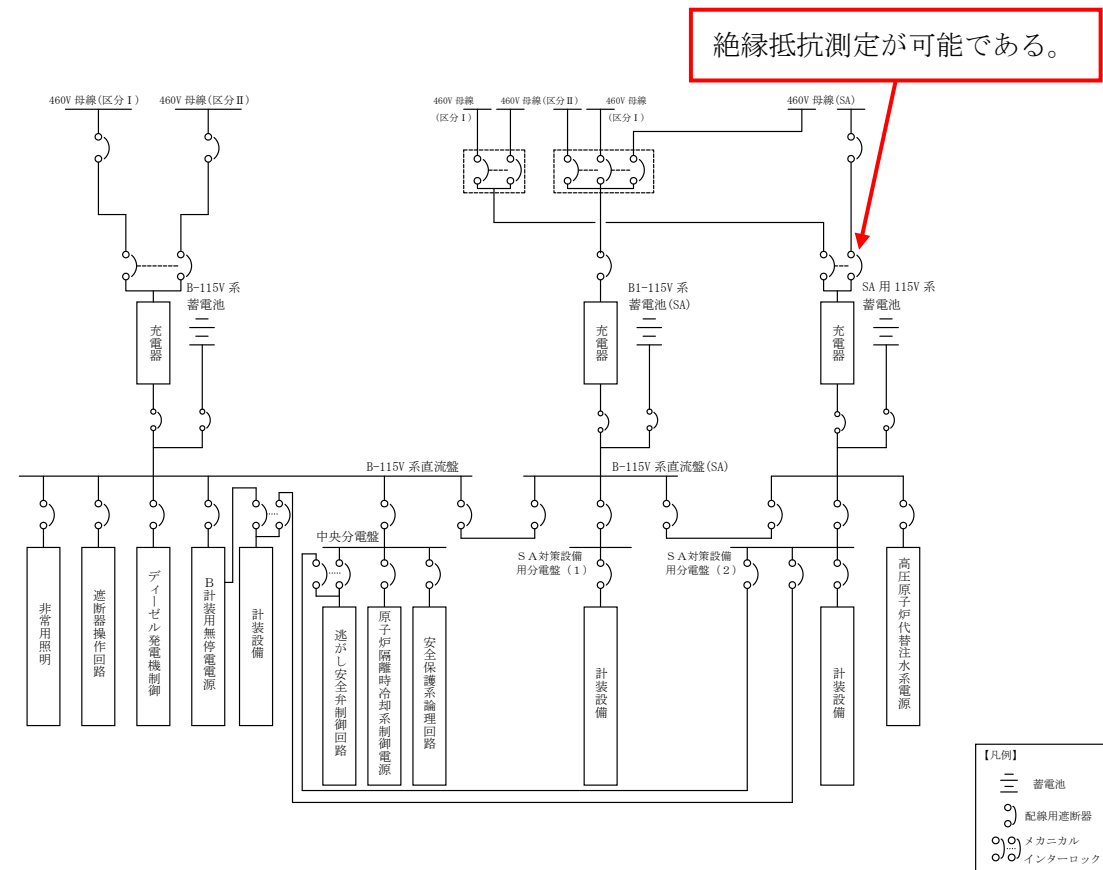 絶縁抵抗測定が可能である。
460V 母線(区分Ⅰ)
460V 母線(区分Ⅱ)
460V 母線
(区分Ⅰ)
460V 母線(区分Ⅱ)
460V 母線
(区分Ⅰ)
460V 母線(SA)
B-115V 系
蓄電池
充電器
B1-115V 系
蓄電池(SA)
充電器
SA 用 115V 系
蓄電池
充電器
B-115V 系直流盤
B-115V 系直流盤(SA)
中央分電盤
SA対策設備
用分電盤(1)
SA対策設備
用分電盤(2)
非常用照明
遮断器操作回路
ディーゼル発電機制御
B計装用無停電電源
計装設備
逃がし安全弁制御回路
原子炉隔離時冷却系制御電源
安全保護系論理回路
計装設備
計装設備
高圧原子炉代替注水系電源
【凡例】
蓄電池
配線用遮断器
メカニカル
インターロック